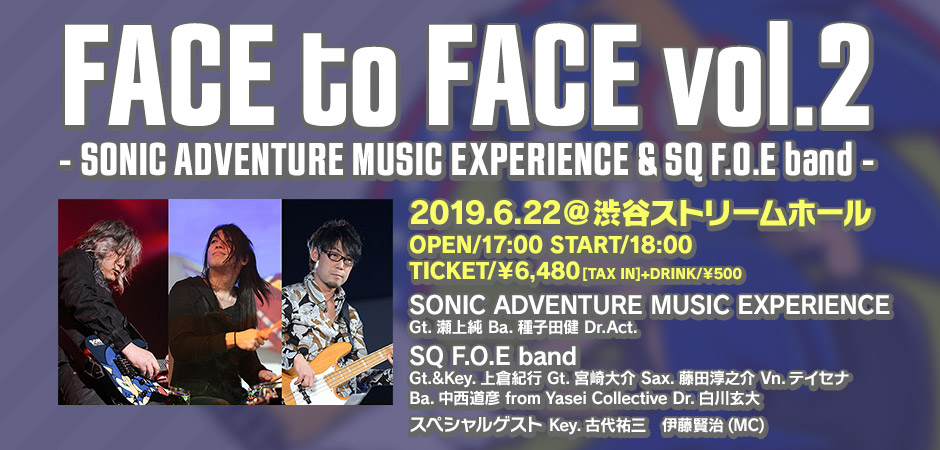 FACE to FACE vol.2
- SONIC ADVENTURE MUSIC EXPERIENCE & SQ F.O.E band -
2019.6.22@渋谷ストリームホール
OPEN/17:00 START/18:00
TICKET/¥6,480[TAX IN]+DRINK/¥500
SONIC ADVENTURE MUSIC EXPERIENCE
Gt. 瀬上純 Ba. 種子田健 Dr.Act.
SQ F.O.E band
Gt.&Key. 上倉紀行 Gt. 宮崎大介 Sax. 藤田淳之介 Vn. テイセナ
Ba. 中西道彦 from Yasei Collective Dr. 白川玄大
スペシャルゲスト Key. 古代祐三　伊藤賢治 (MC)